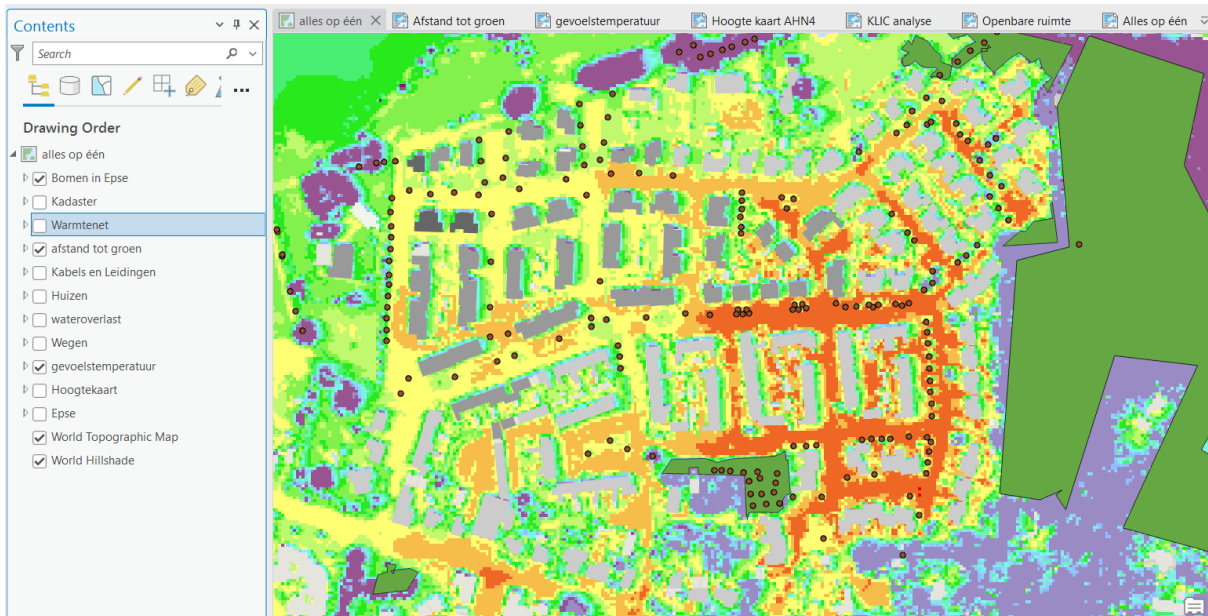 Contents
alles op één
Afstand tot groen
gevoelstemperatuur
Hoogte kaart AHN4
KLIC analyse
Openbare ruimte
Alles op één
Search
Drawing Order
alles op één
Bomen in Epse
Kadaster
Warmtenet
afstand tot groen
Kabels en Leidingen
Huizen
wateroverlast
Wegen
gevoelstemperatuur
Hoogtekaart
Epse
World Topographic Map
World Hillshade